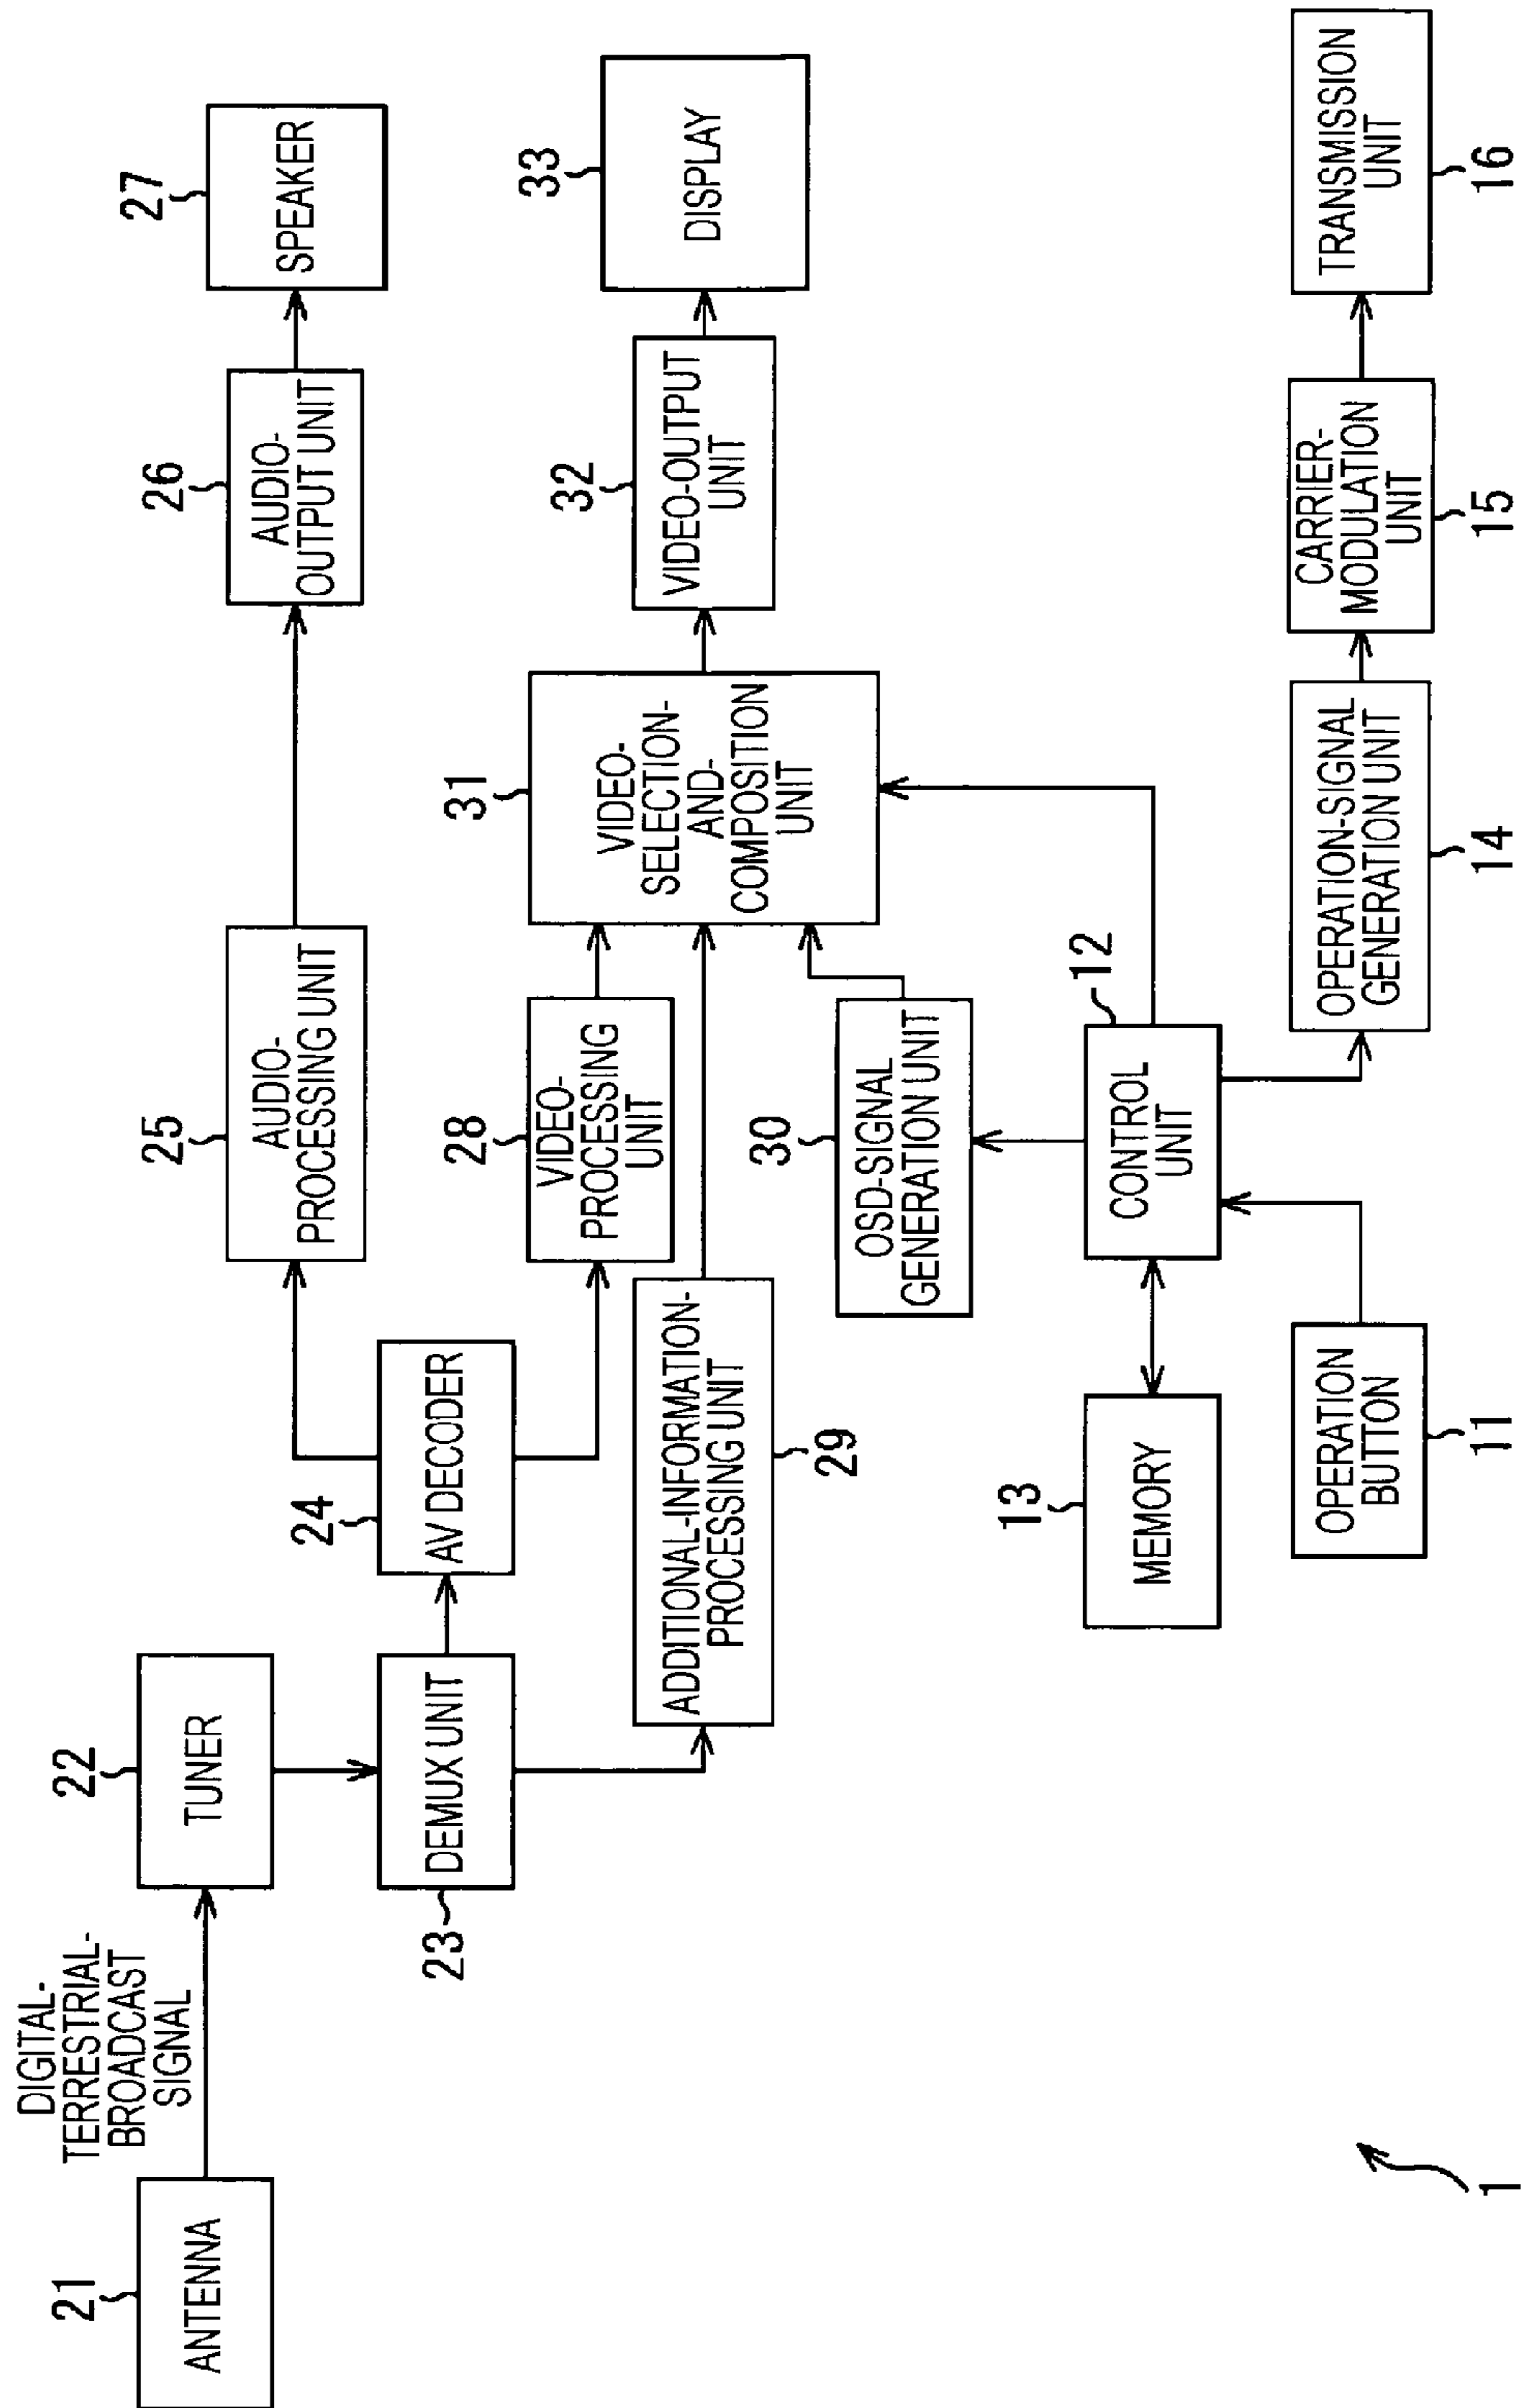 DIGITAL-
TERRESTRIAL-
BROADCAST
SIGNAL
21
ANTENNA
22
TUNER
23
DEMUX UNIT
24
AV DECODER
25
AUDIO-
PROCESSING UNIT
26
AUDIO-
OUTPUT UNIT
27
SPEAKER
28
VIDEO-
PROCESSING
UNIT
29
ADDITIONAL-INFORMATION-
PROCESSING UNIT
30
OSD-SIGNAL
GENERATION UNIT
31
VIDEO-
SELECTION-
AND-
COMPOSITION
UNIT
32
VIDEO-OUTPUT
UNIT
33
DISPLAY
13
MEMORY
12
CONTROL
UNIT
OPERATION
BUTTON
11
OPERATION-SIGNAL
GENERATION UNIT
14
CARRIER-
MODULATION
UNIT
15
TRANSMISSION
UNIT
16
1